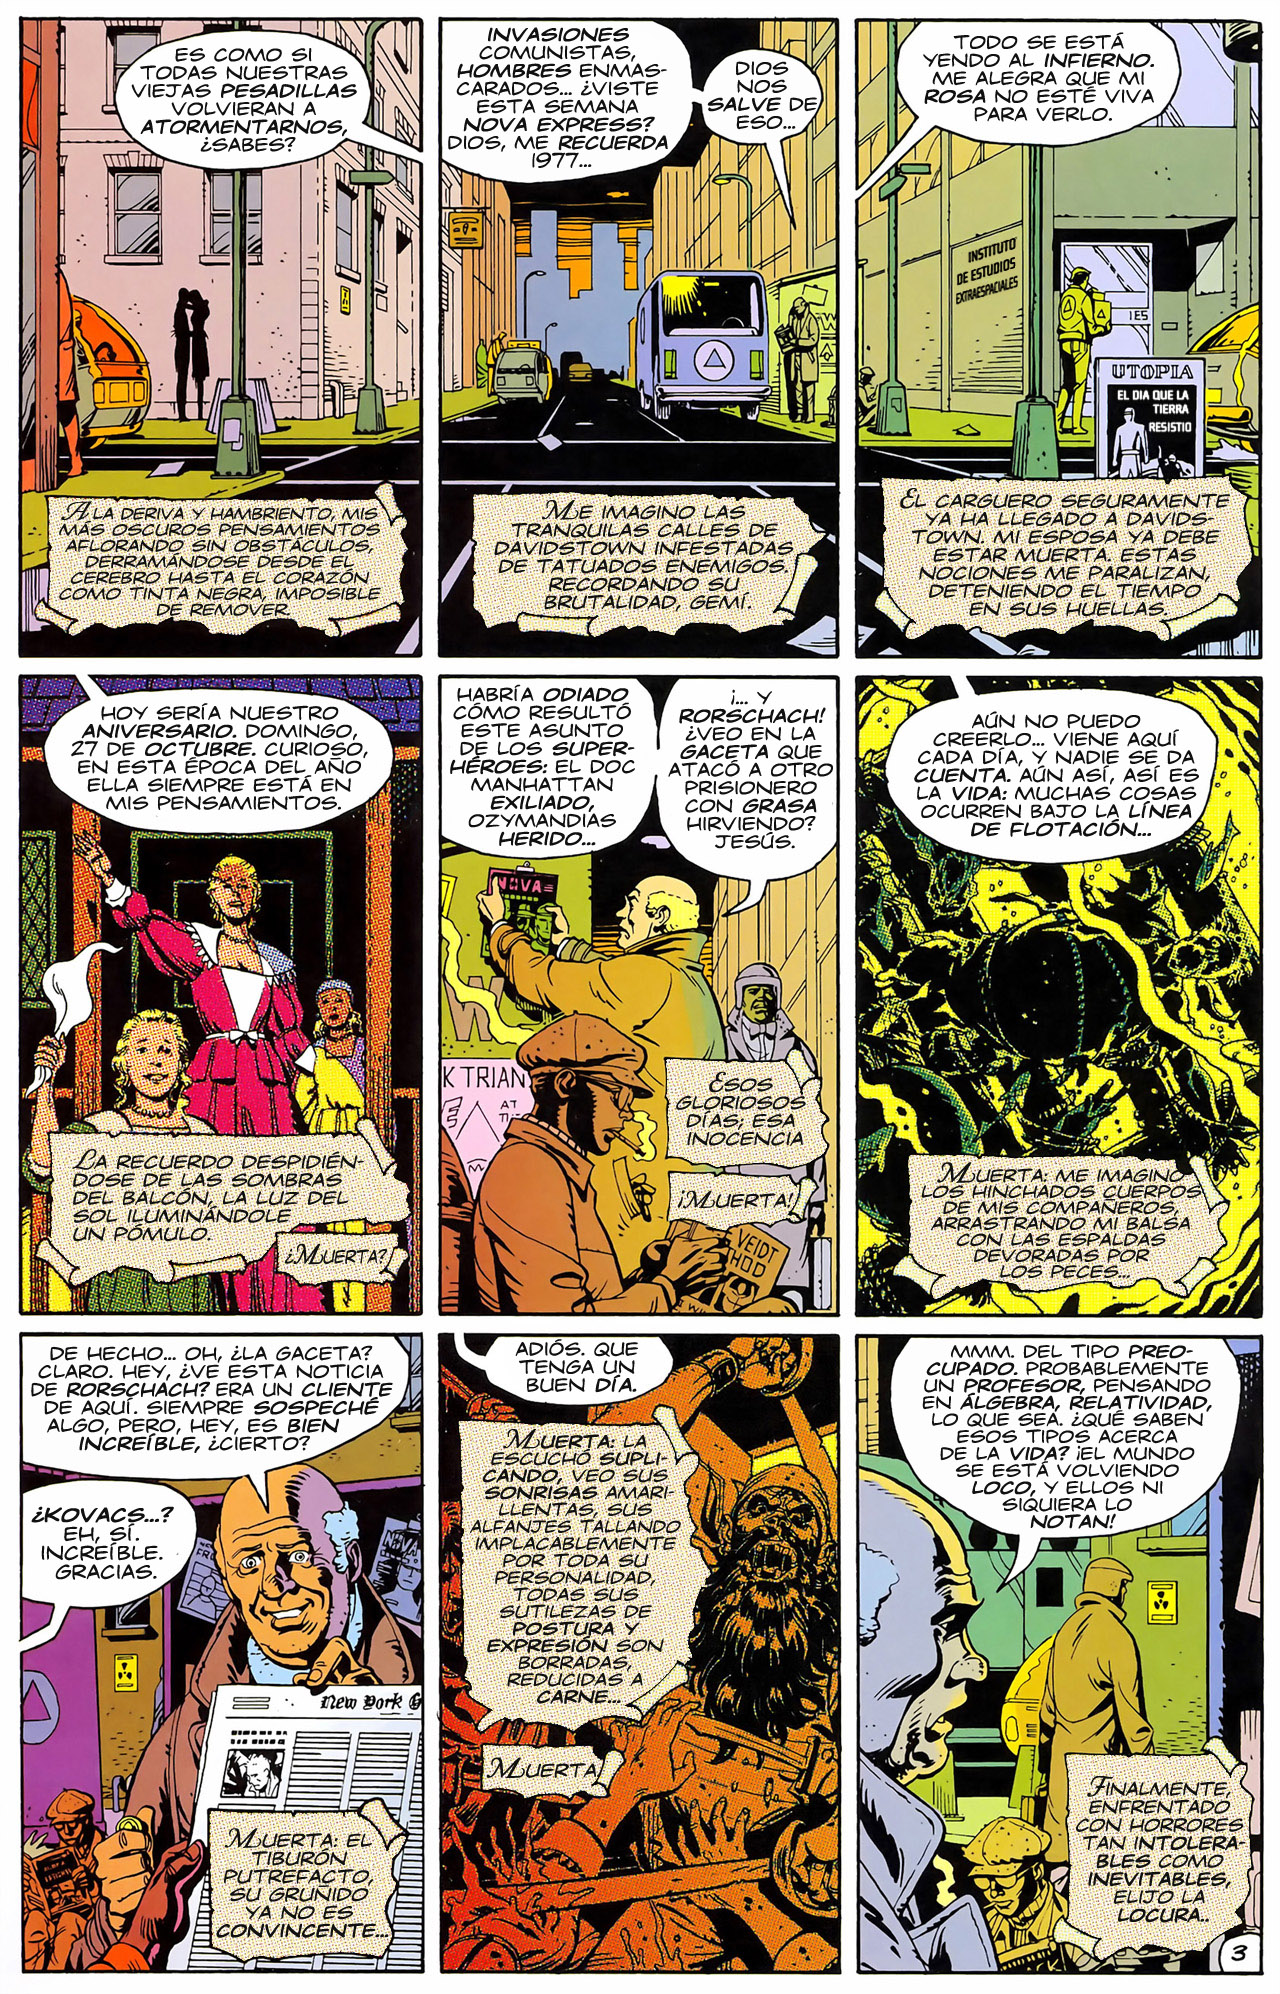 ES COMO SI
TODAS NUESTRAS
VIEJAS PESADILLAS
VOLVIERAN A
ATORMENTARNOS,
¿SABES?
A LA DERIVA Y HAMBRIENTO, MIS
MÁS OSCUROS PENSAMIENTOS
AFLORANDO SIN OBSTÁCULOS,
DERRAMÁNDOSE DESDE EL
CEREBRO HASTA EL CORAZÓN
COMO TINTA NEGRA, IMPOSIBLE
DE REMOVER.
INVASIONES
COMUNISTAS,
HOMBRES ENMAS-
CARADOS... ¿VISTE
ESTA SEMANA
NOVA EXPRESS?
DIOS, ME RECUERDA
1977...
DIOS
NOS
SALVE DE
ESO...
ME IMAGINO LAS
TRANQUILAS CALLES DE
DAVIDSTOWN INFESTADAS
DE TATUADOS ENEMIGOS.
RECORDANDO SU
BRUTALIDAD, GEMÍ.
TODO SE ESTÁ
YENDO AL INFIERNO.
ME ALEGRA QUE MI
ROSA NO ESTÉ VIVA
PARA VERLO.
INSTITUTO
DE ESTUDIOS
EXTRAESPACIALES
IES
UTOPIA
EL DIA QUE LA
TIERRA
RESISTIO
EL CARGUERO SEGURAMENTE
YA HA LLEGADO A DAVIDS-
TOWN. MI ESPOSA YA DEBE
ESTAR MUERTA. ESTAS
NOCIONES ME PARALIZAN,
DETENIENDO EL TIEMPO
EN SUS HUELLAS.
HOY SERÍA NUESTRO
ANIVERSARIO. DOMINGO,
27 DE OCTUBRE. CURIOSO,
EN ESTA ÉPOCA DEL AÑO
ELLA SIEMPRE ESTÁ EN
MIS PENSAMIENTOS.
LA RECUERDO DESPIDIÉN-
DOSE DE LAS SOMBRAS
DEL BALCÓN, LA LUZ DEL
SOL ILUMINÁNDOLE
UN PÓMULO.
¿MUERTA?
HABRÍA ODIADO
CÓMO RESULTÓ
ESTE ASUNTO
DE LOS SUPER-
HÉROES: EL DOC
MANHATTAN
EXILIADO,
OZYMANDIAS
HERIDO...
¡... Y
RORSCHACH!
¿VEO EN LA
GACETA QUE
ATACÓ A OTRO
PRISIONERO
CON GRASA
HIRVIENDO?
JESÚS.
NOVA
K TRIAN
AT
VEIDT
THOD
ESOS
GLORIOSOS
DÍAS; ESA
INOCENCIA
¡MUERTA!
AÚN NO PUEDO
CREERLO... VIENE AQUÍ
CADA DÍA, Y NADIE SE DA
CUENTA. AÚN ASÍ, ASÍ ES
LA VIDA: MUCHAS COSAS
OCURREN BAJO LA LÍNEA
DE FLOTACIÓN...
MUERTA: ME IMAGINO
LOS HINCHADOS CUERPOS
DE MIS COMPAÑEROS,
ARRASTRANDO MI BALSA
CON LAS ESPALDAS
DEVORADAS POR
LOS PECES...
DE HECHO... OH, ¿LA GACETA?
CLARO. HEY, ¿VE ESTA NOTICIA
DE RORSCHACH? ERA UN CLIENTE
DE AQUÍ. SIEMPRE SOSPECHÉ
ALGO, PERO, HEY, ES BIEN
INCREÍBLE, ¿CIERTO?
¿KOVACS...?
EH, SÍ.
INCREÍBLE.
GRACIAS.
New York G
MUERTA: EL
TIBURÓN
PUTREFACTO,
SU GRUÑIDO
YA NO ES
CONVINCENTE...
ADIÓS. QUE
TENGA UN
BUEN DÍA.
MUERTA: LA
ESCUCHO SUPLI-
CANDO, VEO SUS
SONRISAS AMARI-
LLENTAS, SUS
ALFANJES TALLANDO
IMPLACABLEMENTE
POR TODA SU
PERSONALIDAD,
TODAS SUS
SUTILEZAS DE
POSTURA Y
EXPRESIÓN SON
BORRADAS,
REDUCIDAS A
CARNE...
MUERTA
MMM. DEL TIPO PREO-
CUPADO. PROBABLEMENTE
UN PROFESOR, PENSANDO
EN ÁLGEBRA, RELATIVIDAD,
LO QUE SEA. ¿QUÉ SABEN
ESOS TIPOS ACERCA
DE LA VIDA? ¡EL MUNDO
SE ESTÁ VOLVIENDO
LOCO, Y ELLOS NI
SIQUIERA LO
NOTAN!
FINALMENTE,
ENFRENTADO
CON HORRORES
TAN INTOLERA-
BLES COMO
INEVITABLES,
ELIJO LA
LOCURA..
3